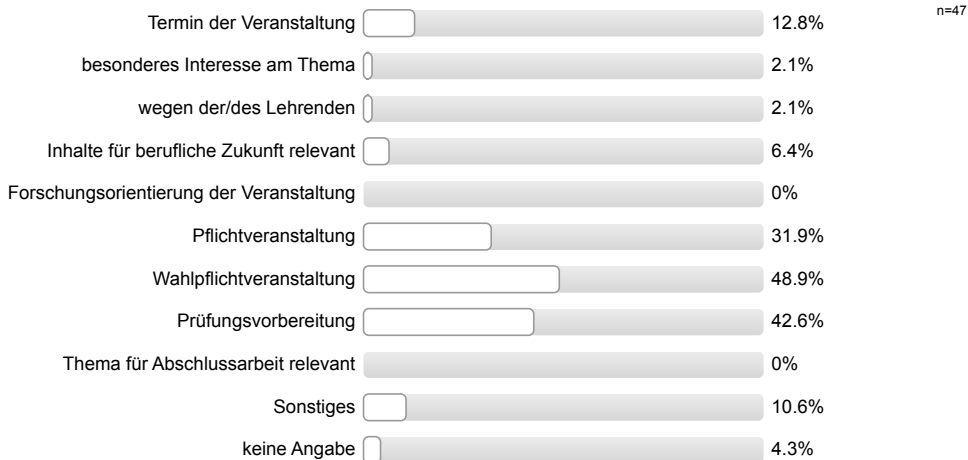 n=47
Termin der Veranstaltung 12.8%
besonderes Interesse am Thema 2.1%
wegen der/des Lehrenden 2.1%
Inhalte für berufliche Zukunft relevant 6.4%
Forschungsorientierung der Veranstaltung 0%
Pflichtveranstaltung 31.9%
Wahlpflichtveranstaltung 48.9%
Prüfungsvorbereitung 42.6%
Thema für Abschlussarbeit relevant 0%
Sonstiges 10.6%
keine Angabe 4.3%